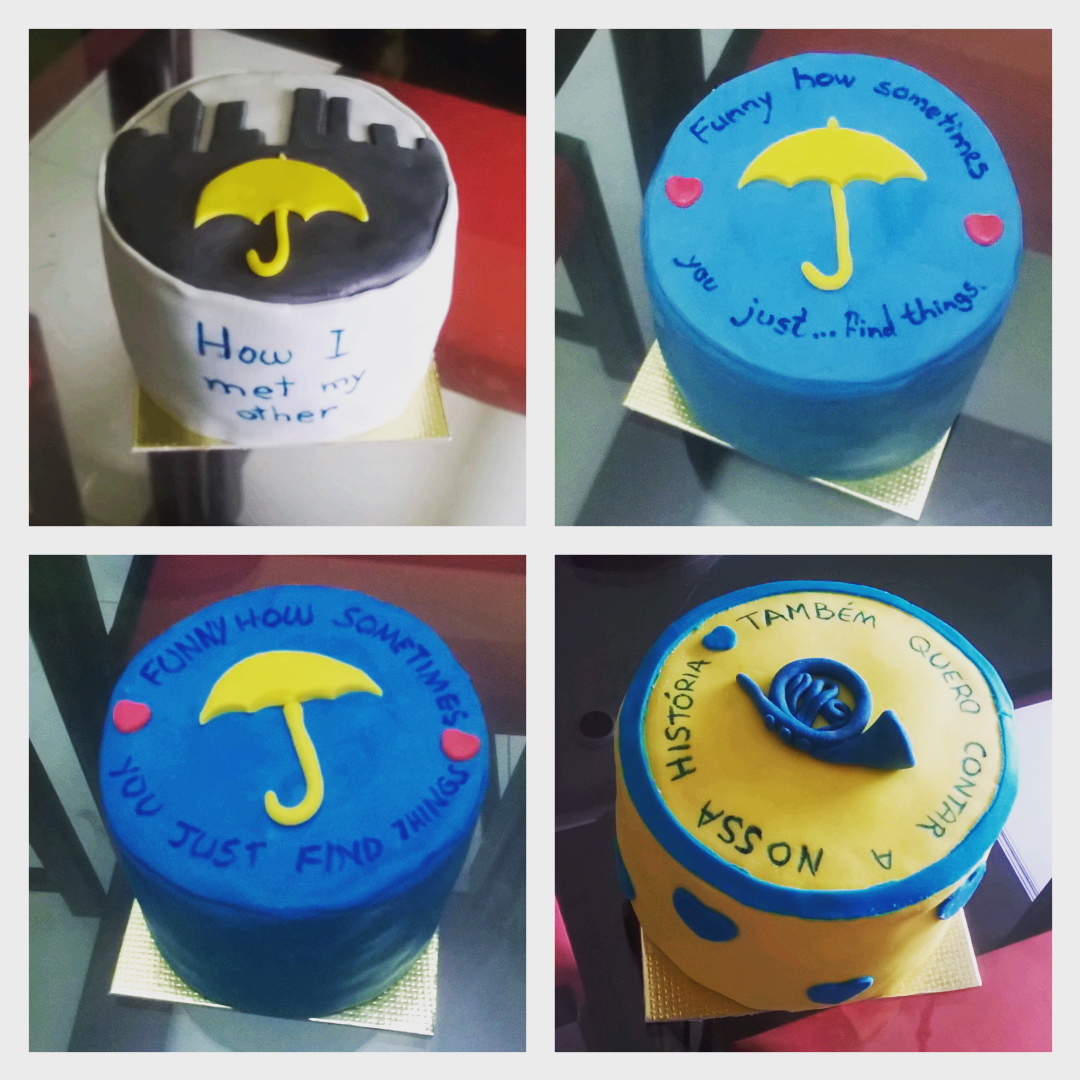 How I
met my
other
Funny how sometimes
you just... find things.
FUNNY HOW SOMETIMES
YOU JUST FIND THINGS
TAMBÉM QUERO CONTAR A NOSSA HISTÓRIA